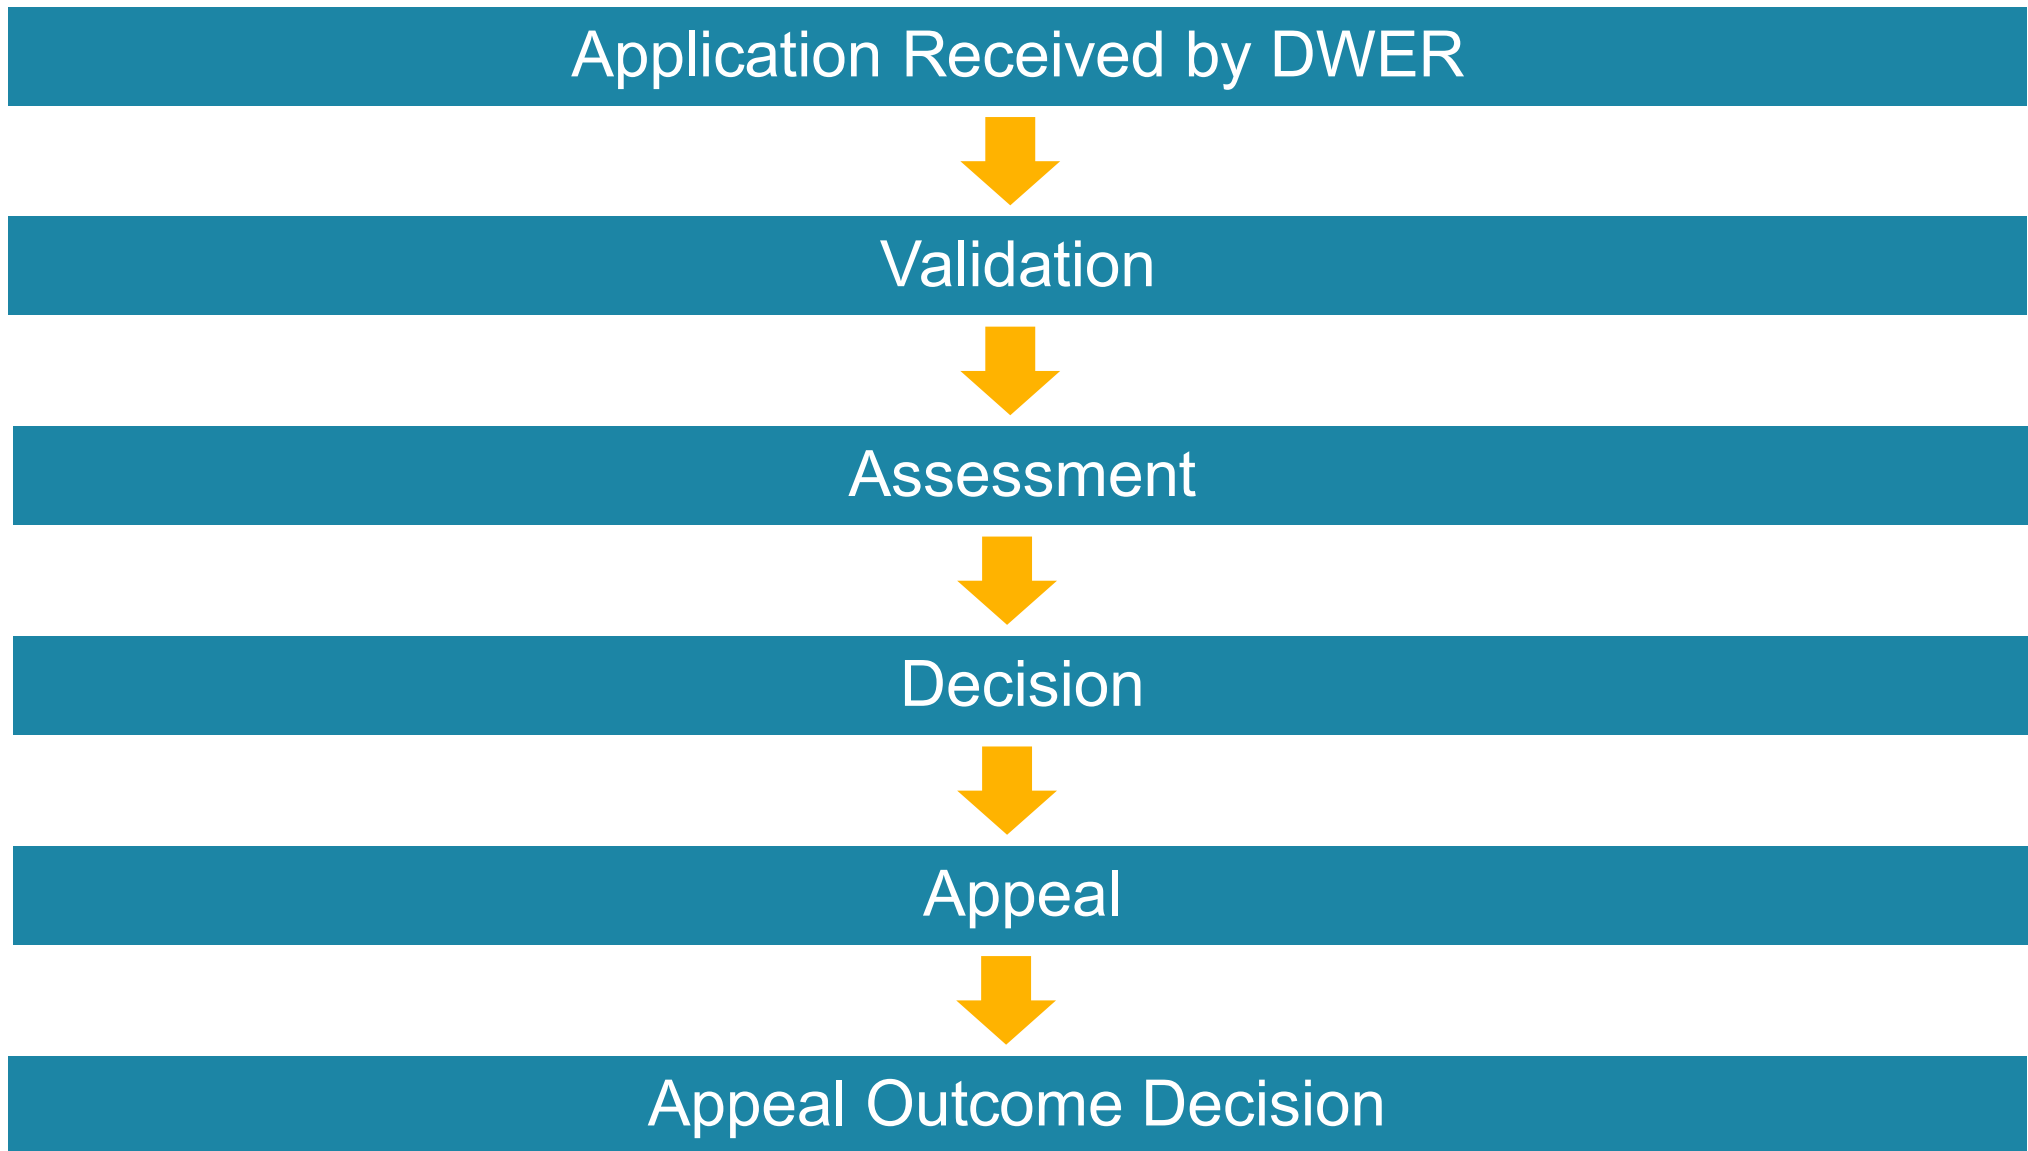 Application Received by DWER
Validation
Assessment
Decision
Appeal
Appeal Outcome Decision